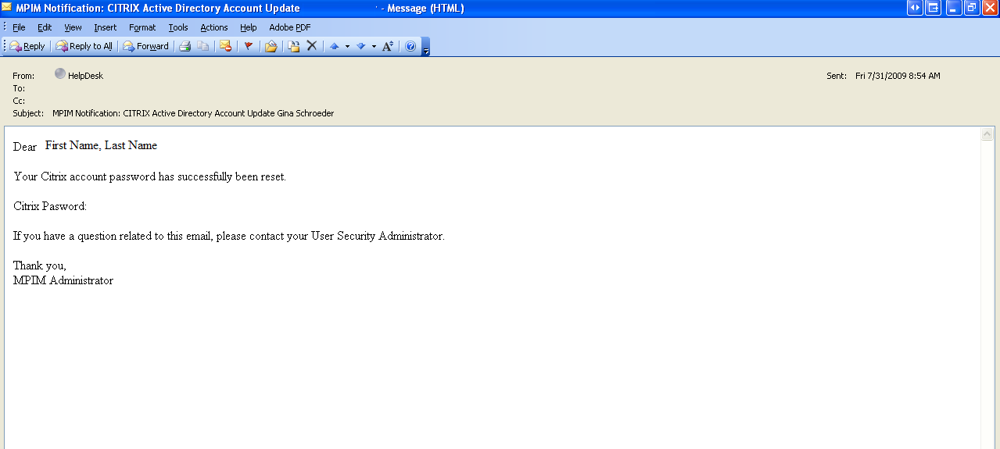 MPIM Notification: CITRIX Active Directory Account Update - Message (HTML)
File Edit View Insert Format Tools Actions Help Adobe PDF
Reply Reply to All Forward
From: HelpDesk Sent: Fri 7/31/2009 8:54 AM
To:
Cc:
Subject: MPIM Notification: CITRIX Active Directory Account Update Gina Schroeder
Dear First Name, Last Name
Your Citrix account password has successfully been reset.
Citrix Pasword:
If you have a question related to this email, please contact your User Security Administrator.
Thank you,
MPIM Administrator